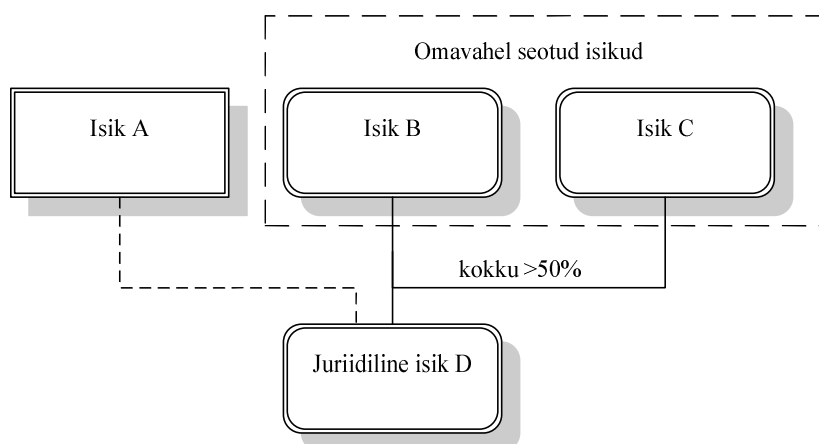 Omavahel seotud isikud
Isik A
Isik B
Isik C
kokku >50%
Juriidiline isik D